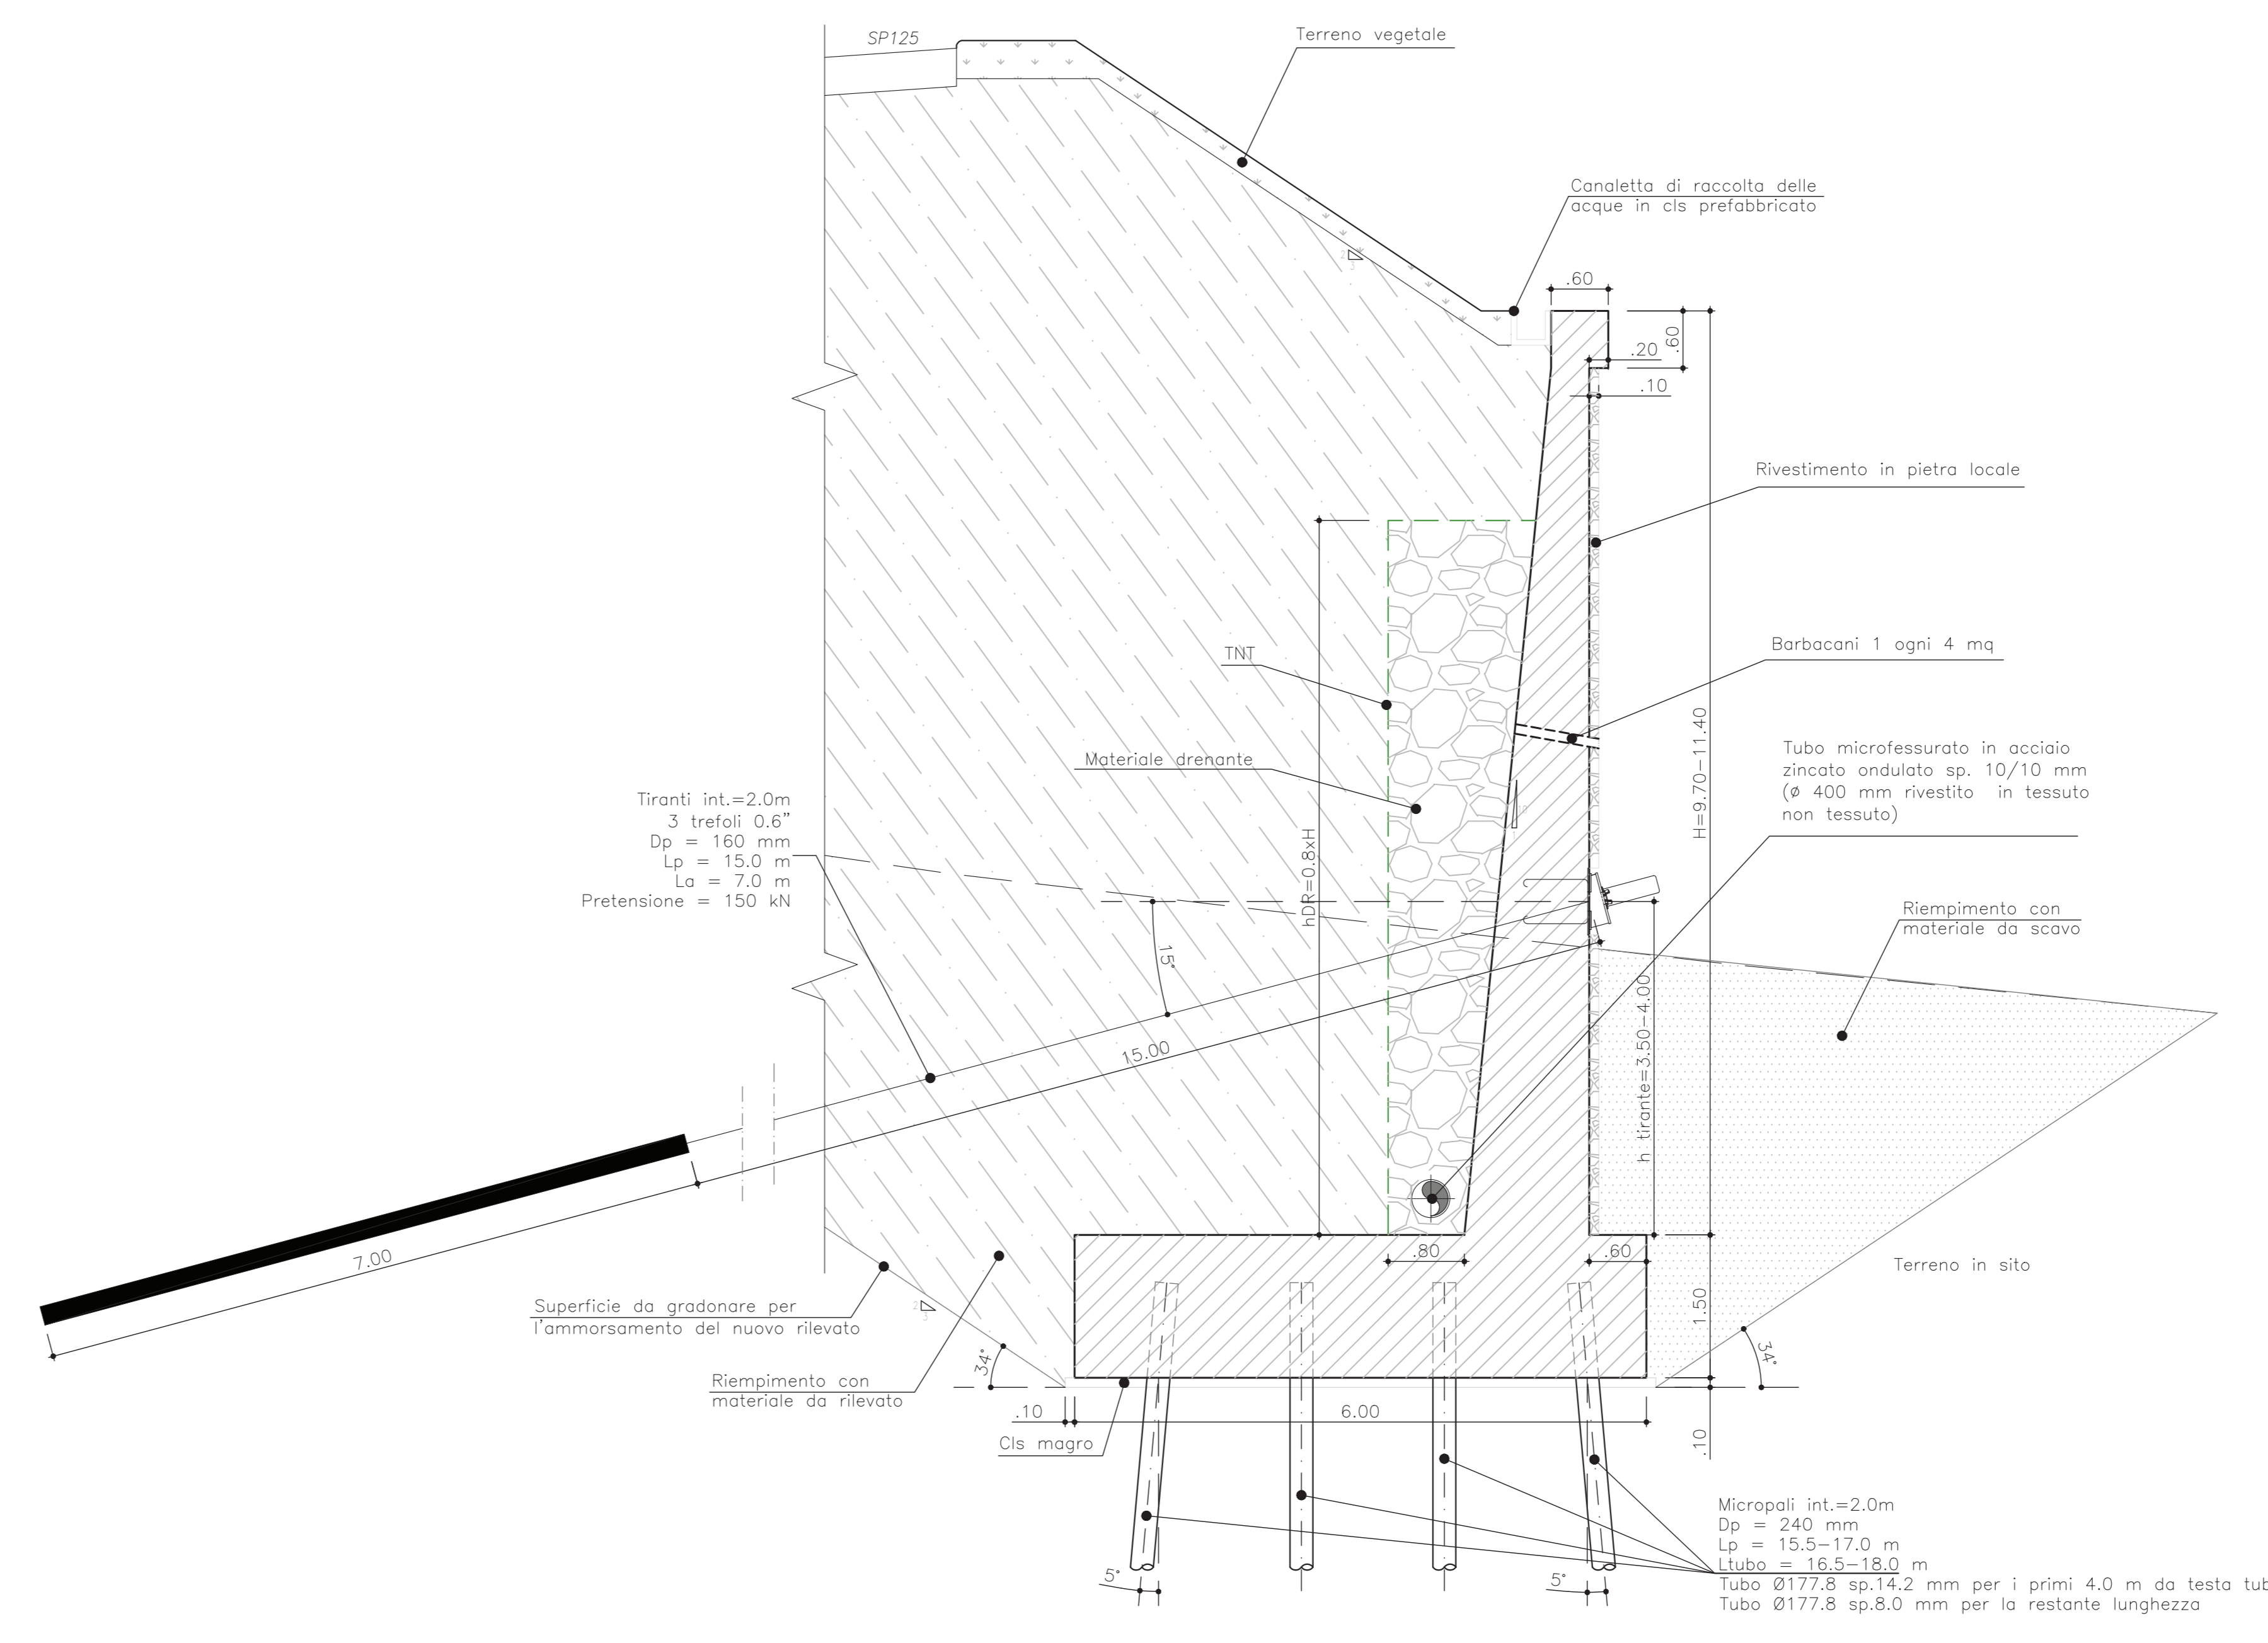 SP125
Terreno vegetale
Canaletta di raccolta delle
acque in cls prefabbricato
2
3
.60
.60
.20
.10
Rivestimento in pietra locale
TNT
Barbacani 1 ogni 4 mq
Materiale drenante
H=9.70-11.40
Tubo microfessurato in acciaio
zincato ondulato sp. 10/10 mm
(ø 400 mm rivestito in tessuto
non tessuto)
Tiranti int.=2.0m
3 trefoli 0.6"
Dp = 160 mm
Lp = 15.0 m
La = 7.0 m
Pretensione = 150 kN
hDR=0.8xH
10
Riempimento con
materiale da scavo
15°
h tirante=3.50-4.00
15.00
7.00
.80
.60
Terreno in sito
Superficie da gradonare per
l'ammorsamento del nuovo rilevato
2
3
1.50
34°
34°
Riempimento con
materiale da rilevato
.10
6.00
.10
Cls magro
Micropali int.=2.0m
Dp = 240 mm
Lp = 15.5-17.0 m
Ltubo = 16.5-18.0 m
Tubo Ø177.8 sp.14.2 mm per i primi 4.0 m da testa tub
Tubo Ø177.8 sp.8.0 mm per la restante lunghezza
5°
5°